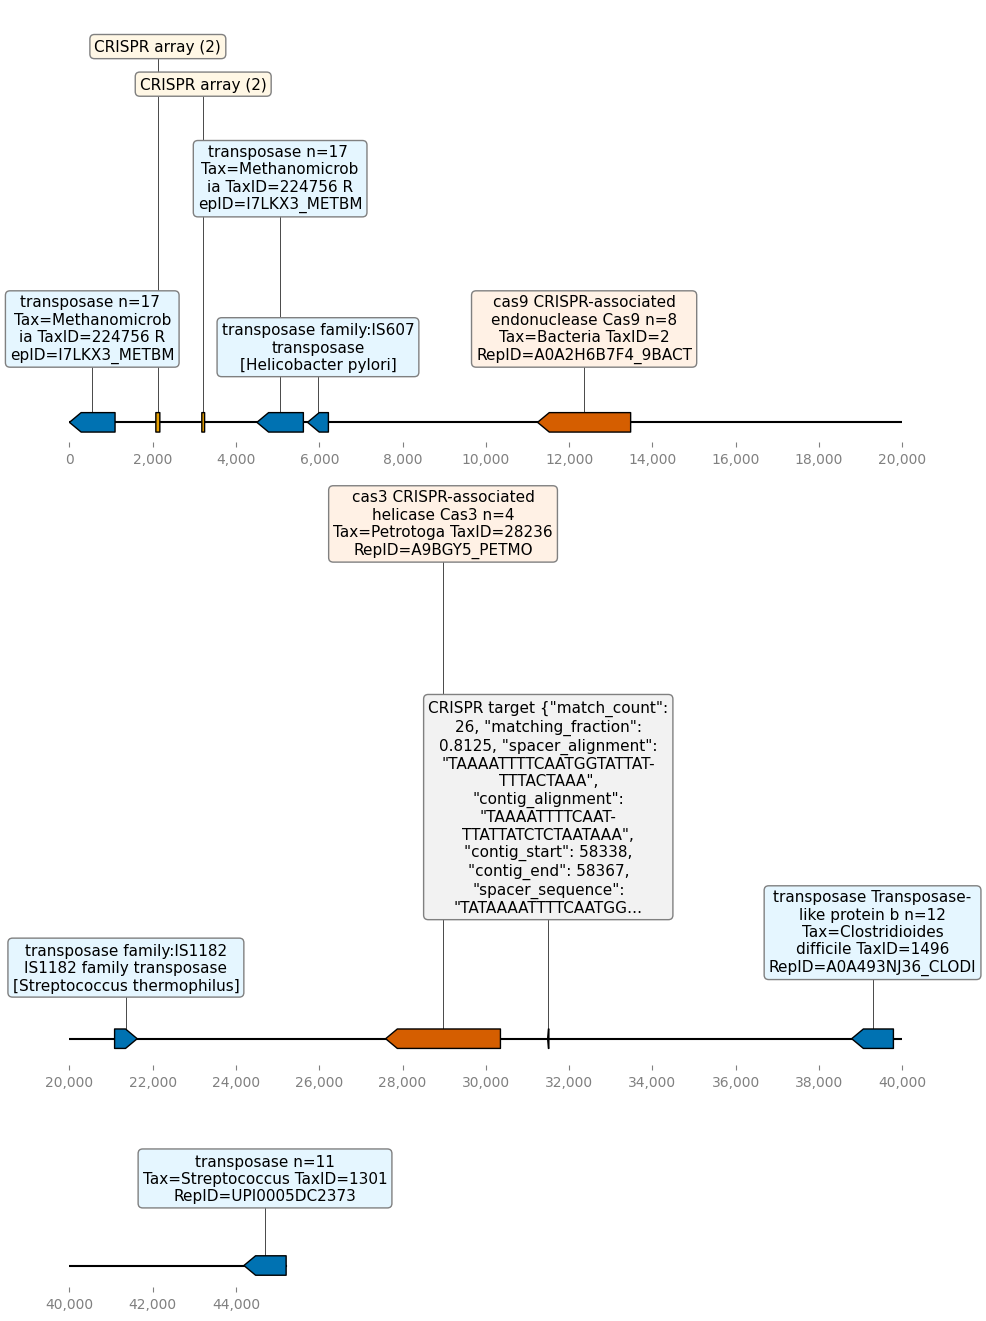 CRISPR array (2)
CRISPR array (2)
transposase n=17
Tax=Methanomicrob
ia TaxID=224756 R
epID=I7LKX3_METBM
transposase n=17
Tax=Methanomicrob
ia TaxID=224756 R
epID=I7LKX3_METBM
transposase family:IS607
transposase
[Helicobacter pylori]
cas9 CRISPR-associated
endonuclease Cas9 n=8
Tax=Bacteria TaxID=2
RepID=A0A2H6B7F4_9BACT
0 2,000 4,000 6,000 8,000 10,000 12,000 14,000 16,000 18,000 20,000
cas3 CRISPR-associated
helicase Cas3 n=4
Tax=Petrotoga TaxID=28236
RepID=A9BGY5_PETMO
CRISPR target {"match_count":
26, "matching_fraction":
0.8125, "spacer_alignment":
"TAAAATTTTCAATGGTATTAT-
TTTACTAAA",
"contig_alignment":
"TAAAATTTTCAAT-
TTATTATCTCTAATAAA",
"contig_start": 58338,
"contig_end": 58367,
"spacer_sequence":
"TATAAAATTTTCAATGG...
transposase family:IS1182
IS1182 family transposase
[Streptococcus thermophilus]
transposase Transposase-
like protein b n=12
Tax=Clostridioides
difficile TaxID=1496
RepID=A0A493NJ36_CLODI
20,000 22,000 24,000 26,000 28,000 30,000 32,000 34,000 36,000 38,000 40,000
transposase n=11
Tax=Streptococcus TaxID=1301
RepID=UPI0005DC2373
40,000 42,000 44,000